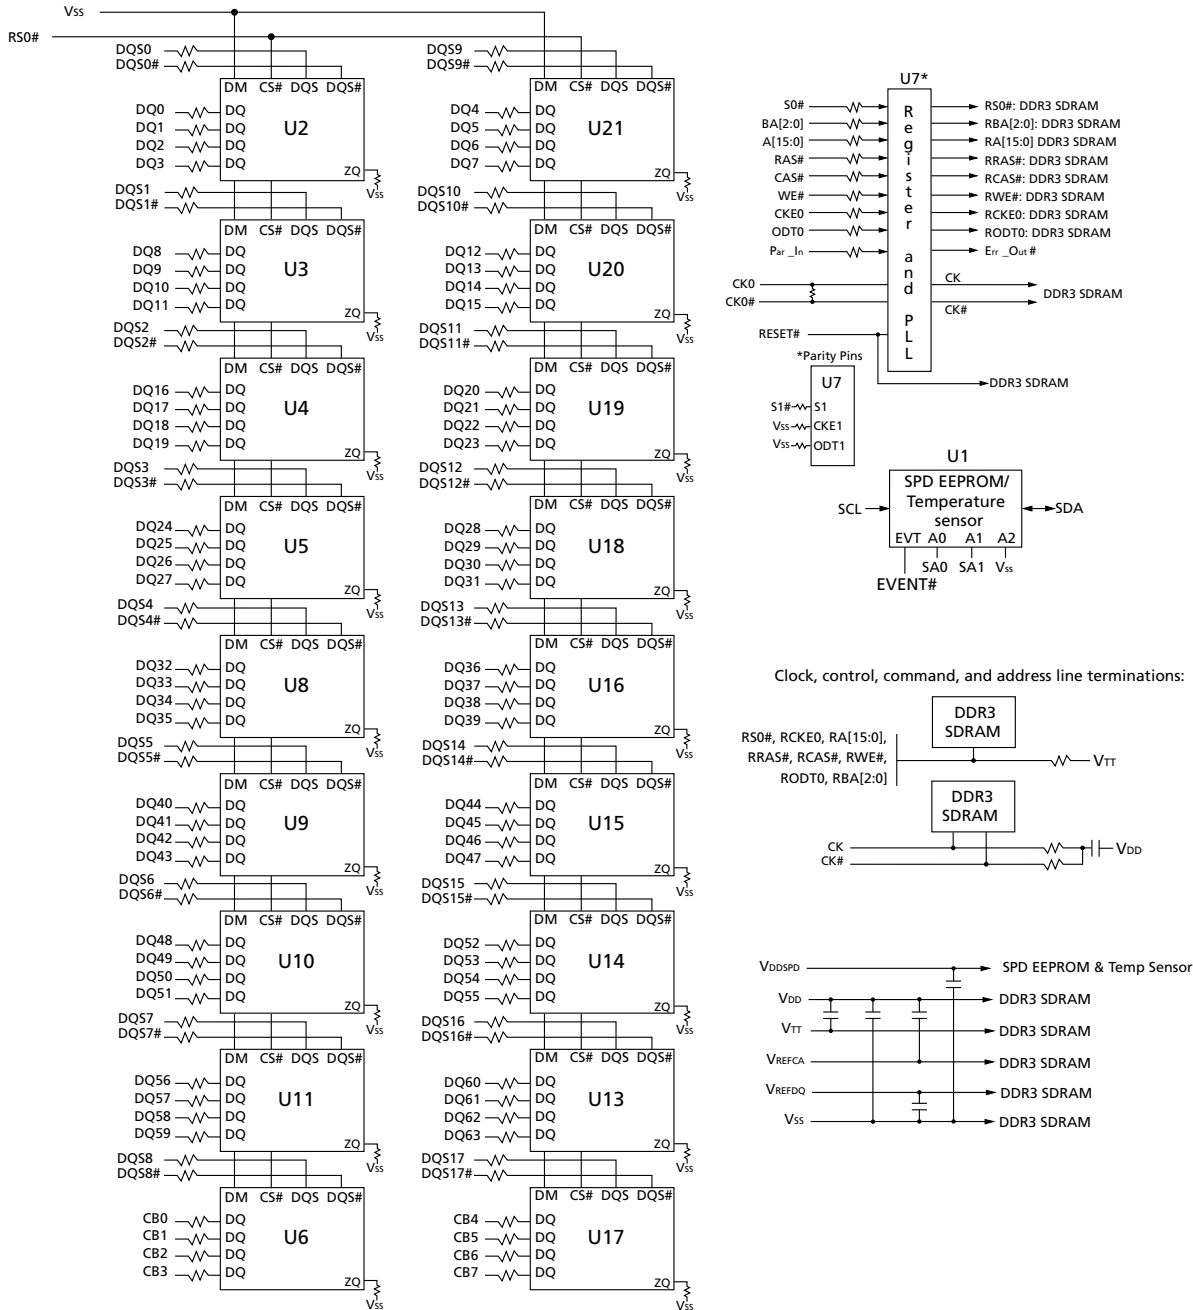 Vss
RS0#
DQS0
DQS0#
DM CS# DQS DQS#
DQ0 DQ
DQ1 DQ
DQ2 DQ
DQ3 DQ
U2
ZQ
Vss
DQS1
DQS1#
DM CS# DQS DQS#
DQ8 DQ
DQ9 DQ
DQ10 DQ
DQ11 DQ
U3
ZQ
Vss
DQS2
DQS2#
DM CS# DQS DQS#
DQ16 DQ
DQ17 DQ
DQ18 DQ
DQ19 DQ
U4
ZQ
Vss
DQS3
DQS3#
DM CS# DQS DQS#
DQ24 DQ
DQ25 DQ
DQ26 DQ
DQ27 DQ
U5
ZQ
Vss
DQS4
DQS4#
DM CS# DQS DQS#
DQ32 DQ
DQ33 DQ
DQ34 DQ
DQ35 DQ
U8
ZQ
Vss
DQS5
DQS5#
DM CS# DQS DQS#
DQ40 DQ
DQ41 DQ
DQ42 DQ
DQ43 DQ
U9
ZQ
Vss
DQS6
DQS6#
DM CS# DQS DQS#
DQ48 DQ
DQ49 DQ
DQ50 DQ
DQ51 DQ
U10
ZQ
Vss
DQS7
DQS7#
DM CS# DQS DQS#
DQ56 DQ
DQ57 DQ
DQ58 DQ
DQ59 DQ
U11
ZQ
Vss
DQS8
DQS8#
DM CS# DQS DQS#
CB0 DQ
CB1 DQ
CB2 DQ
CB3 DQ
U6
ZQ
Vss
DQS9
DQS9#
DM CS# DQS DQS#
DQ4 DQ
DQ5 DQ
DQ6 DQ
DQ7 DQ
U21
ZQ
Vss
DQS10
DQS10#
DM CS# DQS DQS#
DQ12 DQ
DQ13 DQ
DQ14 DQ
DQ15 DQ
U20
ZQ
Vss
DQS11
DQS11#
DM CS# DQS DQS#
DQ20 DQ
DQ21 DQ
DQ22 DQ
DQ23 DQ
U19
ZQ
Vss
DQS12
DQS12#
DM CS# DQS DQS#
DQ28 DQ
DQ29 DQ
DQ30 DQ
DQ31 DQ
U18
ZQ
Vss
DQS13
DQS13#
DM CS# DQS DQS#
DQ36 DQ
DQ37 DQ
DQ38 DQ
DQ39 DQ
U16
ZQ
Vss
DQS14
DQS14#
DM CS# DQS DQS#
DQ44 DQ
DQ45 DQ
DQ46 DQ
DQ47 DQ
U15
ZQ
Vss
DQS15
DQS15#
DM CS# DQS DQS#
DQ52 DQ
DQ53 DQ
DQ54 DQ
DQ55 DQ
U14
ZQ
Vss
DQS16
DQS16#
DM CS# DQS DQS#
DQ60 DQ
DQ61 DQ
DQ62 DQ
DQ63 DQ
U13
ZQ
Vss
DQS17
DQS17#
DM CS# DQS DQS#
CB4 DQ
CB5 DQ
CB6 DQ
CB7 DQ
U17
ZQ
Vss
U7*
Register and PLL
S0# RS0#: DDR3 SDRAM
BA[2:0] RBA[2:0]: DDR3 SDRAM
A[15:0] RA[15:0] DDR3 SDRAM
RAS# RRAS#: DDR3 SDRAM
CAS# RCAS#: DDR3 SDRAM
WE# RWE#: DDR3 SDRAM
CKE0 RCKE0: DDR3 SDRAM
ODT0 RODT0: DDR3 SDRAM
Par_In Err_Out#
CK0 CK
CK0# CK#
DDR3 SDRAM
RESET#
DDR3 SDRAM
*Parity Pins
U7
S1# S1
Vss CKE1
Vss ODT1
U1
SPD EEPROM/
Temperature
sensor
SCL SDA
EVT A0 A1 A2
SA0 SA1 Vss
EVENT#
Clock, control, command, and address line terminations:
DDR3
SDRAM
RS0#, RCKE0, RA[15:0],
RRAS#, RCAS#, RWE#,
RODT0, RBA[2:0]
VTT
DDR3
SDRAM
CK
CK#
VDD
VDDSPD SPD EEPROM & Temp Sensor
VDD DDR3 SDRAM
VTT DDR3 SDRAM
VREFCA DDR3 SDRAM
VREFDQ DDR3 SDRAM
Vss DDR3 SDRAM